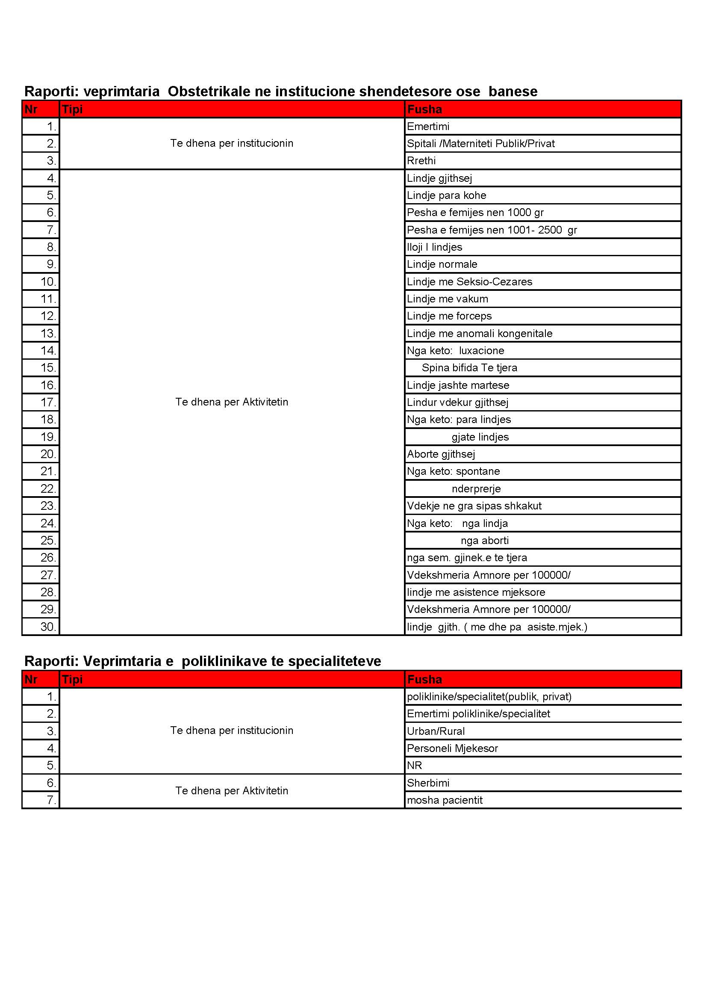 Raporti: veprimtaria  Obstetrikale ne institucione shendetesore ose  banese
Nr Tipi Fusha
1. Emertimi
Te dhena per institucionin
2. Spitali /Materniteti Publik/Privat
3. Rrethi
4. Lindje gjithsej
5. Lindje para kohe
6. Pesha e femijes nen 1000 gr
7. Pesha e femijes nen 1001- 2500  gr
8. lloji I lindjes
9. Lindje normale
10. Lindje me Seksio-Cezares
11. Lindje me vakum
12. Lindje me forceps
13. Lindje me anomali kongenitale
14. Nga keto:  luxacione
15. Spina bifida Te tjera
16. Lindje jashte martese
Te dhena per Aktivitetin
17. Lindur vdekur gjithsej
18. Nga keto: para lindjes
19. gjate lindjes
20. Aborte gjithsej
21. Nga keto: spontane
22. nderprerje
23. Vdekje ne gra sipas shkakut
24. Nga keto:   nga lindja
25. nga aborti
26. nga sem. gjinek.e te tjera
27. Vdekshmeria Amnore per 100000/
28. lindje me asistence mjeksore
29. Vdekshmeria Amnore per 100000/
30. lindje  gjith. ( me dhe pa  asiste.mjek.)
Raporti: Veprimtaria e  poliklinikave te specialiteteve
Nr Tipi Fusha
1. poliklinike/specialitet(publik, privat)
2. Emertimi poliklinike/specialitet
Te dhena per institucionin
3. Urban/Rural
4. Personeli Mjekesor
5. NR
6. Sherbimi
Te dhena per Aktivitetin
7. mosha pacientit